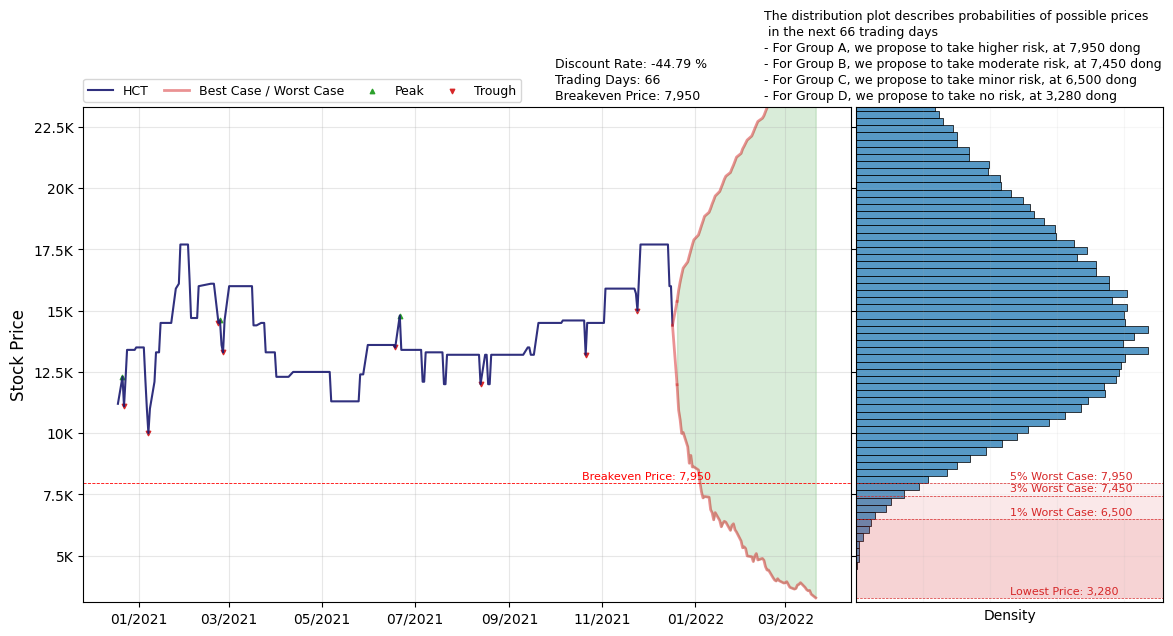 The distribution plot describes probabilities of possible prices
in the next 66 trading days
- For Group A, we propose to take higher risk, at 7,950 dong
- For Group B, we propose to take moderate risk, at 7,450 dong
- For Group C, we propose to take minor risk, at 6,500 dong
- For Group D, we propose to take no risk, at 3,280 dong
Discount Rate: -44.79 %
Trading Days: 66
Breakeven Price: 7,950
HCT
Best Case / Worst Case
Peak
Trough
Stock Price
22.5K
20K
17.5K
15K
12.5K
10K
7.5K
5K
Breakeven Price: 7,950
5% Worst Case: 7,950
3% Worst Case: 7,450
1% Worst Case: 6,500
Lowest Price: 3,280
01/2021
03/2021
05/2021
07/2021
09/2021
11/2021
01/2022
03/2022
Density